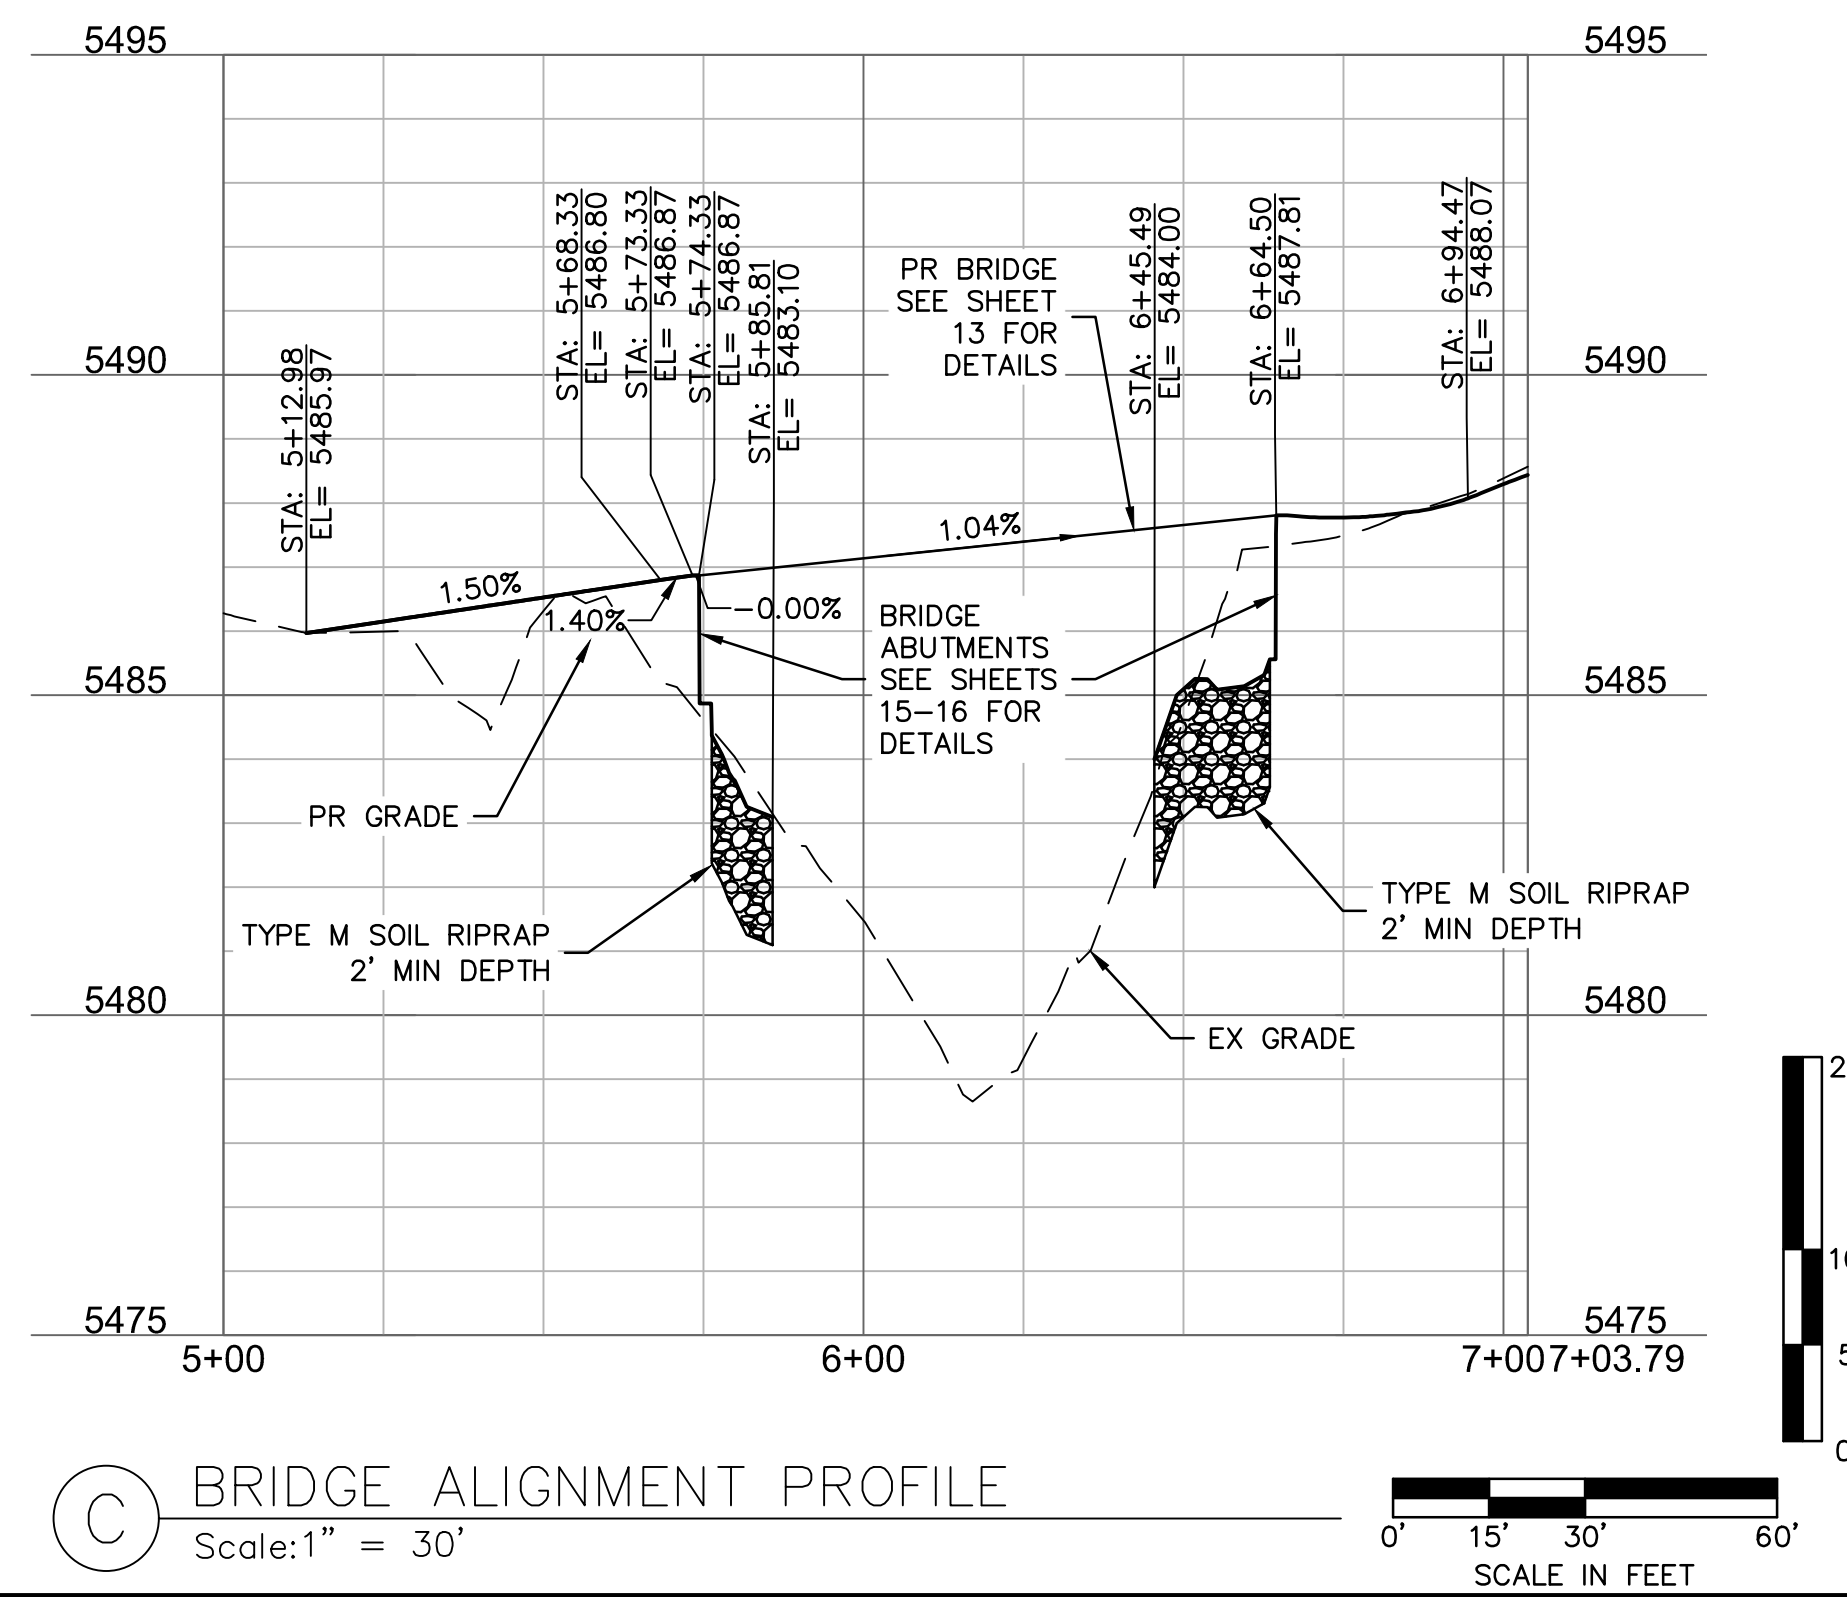 5495
5495
STA: 5+12.98
EL= 5485.97
STA: 5+68.33
EL= 5486.80
STA: 5+73.33
EL= 5486.87
STA: 5+74.33
EL= 5486.87
STA: 5+85.81
EL= 5483.10
PR BRIDGE
SEE SHEET
13 FOR
DETAILS
STA: 6+45.49
EL= 5484.00
STA: 6+64.50
EL= 5487.81
STA: 6+94.47
EL= 5488.07
5490
5490
1.50%
1.04%
1.40%
-0.00%
BRIDGE
ABUTMENTS
SEE SHEETS
15-16 FOR
DETAILS
5485
5485
PR GRADE
TYPE M SOIL RIPRAP
2' MIN DEPTH
TYPE M SOIL RIPRAP
2' MIN DEPTH
5480
5480
EX GRADE
5475
5475
5+00
6+00
7+00
7+03.79
C
BRIDGE ALIGNMENT PROFILE
Scale:1" = 30'
0'
15'
30'
60'
SCALE IN FEET